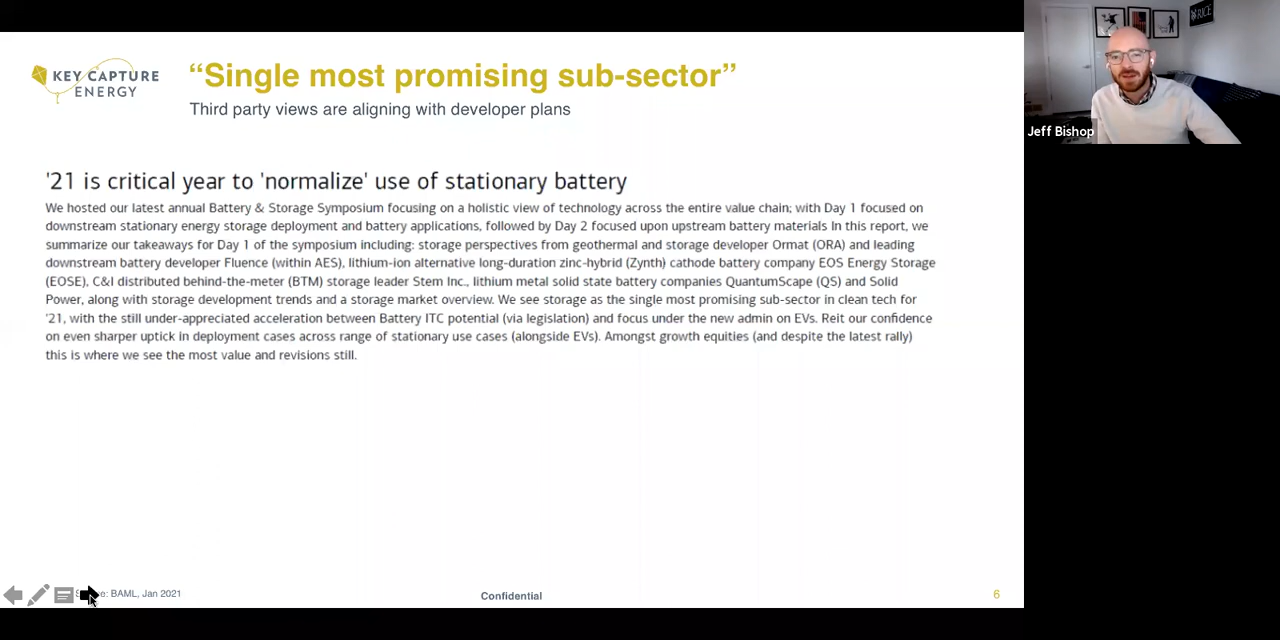 KEY CAPTURE
ENERGY
“Single most promising sub-sector”
Third party views are aligning with developer plans
'21 is critical year to 'normalize' use of stationary battery
We hosted our latest annual Battery & Storage Symposium focusing on a holistic view of technology across the entire value chain; with Day 1 focused on
downstream stationary energy storage deployment and battery applications, followed by Day 2 focused upon upstream battery materials In this report, we
summarize our takeaways for Day 1 of the symposium including: storage perspectives from geothermal and storage developer Ormat (ORA) and leading
downstream battery developer Fluence (within AES), lithium-ion alternative long-duration zinc-hybrid (Zynth) cathode battery company EOS Energy Storage
(EOSE), C&I distributed behind-the-meter (BTM) storage leader Stem Inc., lithium metal solid state battery companies QuantumScape (QS) and Solid
Power, along with storage development trends and a storage market overview. We see storage as the single most promising sub-sector in clean tech for
'21, with the still under-appreciated acceleration between Battery ITC potential (via legislation) and focus under the new admin on EVs. Reit our confidence
on even sharper uptick in deployment cases across range of stationary use cases (alongside EVs). Amongst growth equities (and despite the latest rally)
this is where we see the most value and revisions still.
BAML, Jan 2021
Confidential
6
RICE
Jeff Bishop